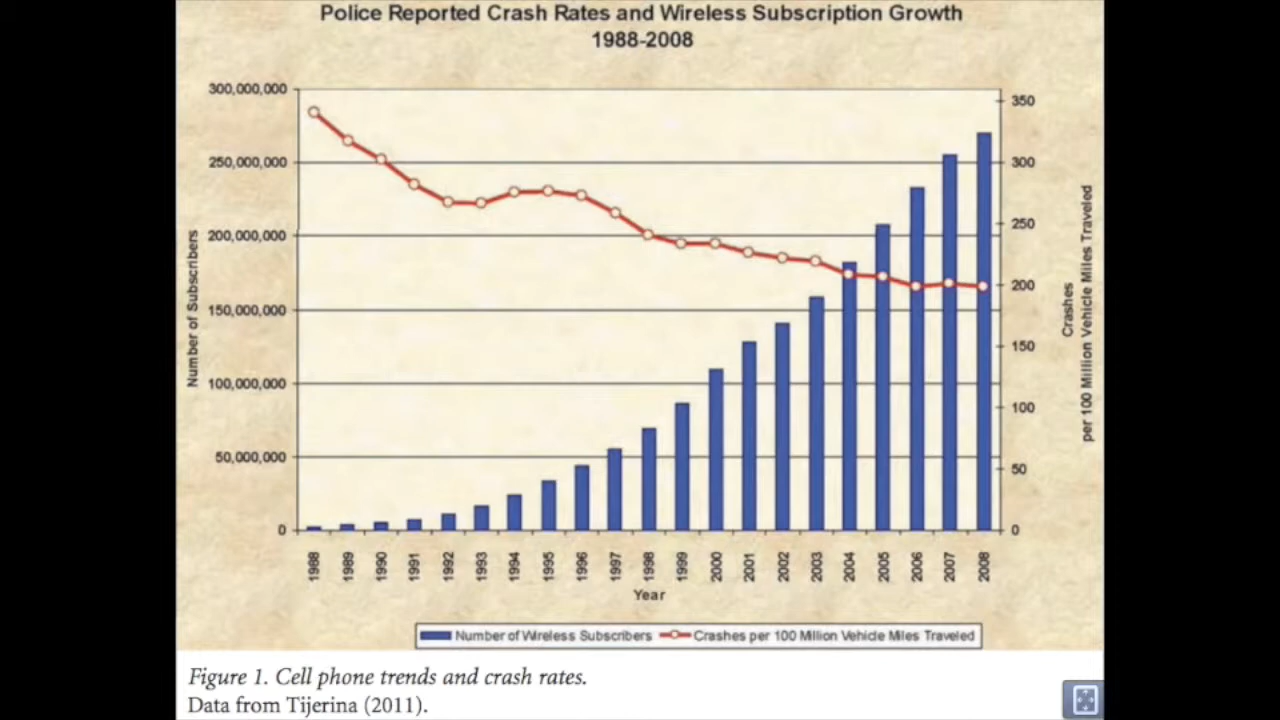 Police Reported Crash Rates and Wireless Subscription Growth
1988-2008
300,000,000
250,000,000
200,000,000
150,000,000
100,000,000
50,000,000
0
Number of Subscribers
350
300
250
200
150
100
50
0
Crashes
per 100 Million Vehicle Miles Traveled
1988 1989 1990 1991 1992 1993 1994 1995 1996 1997 1998 1999 2000 2001 2002 2003 2004 2005 2006 2007 2008
Year
Number of Wireless Subscribers Crashes per 100 Million Vehicle Miles Traveled
Figure 1. Cell phone trends and crash rates.
Data from Tijerina (2011).